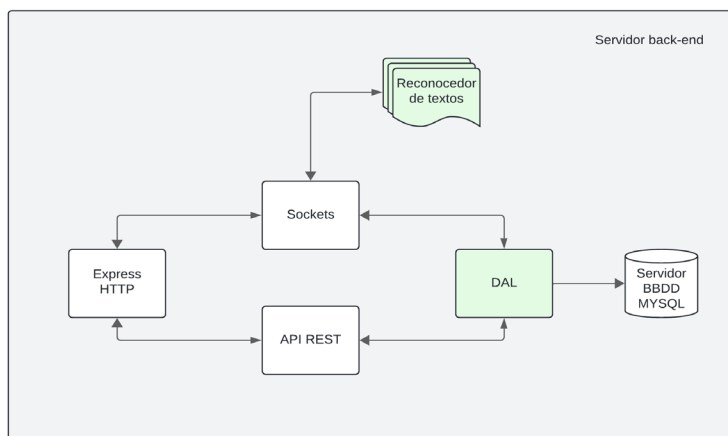 Servidor back-end
Reconocedor
de textos
Sockets
Express
HTTP
DAL
Servidor
BBDD
MYSQL
API REST